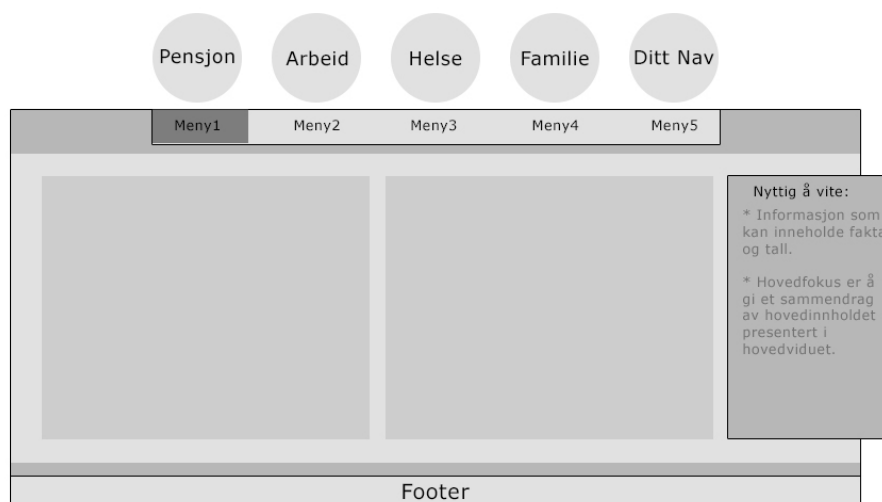 Pensjon Arbeid Helse Familie Ditt Nav
Meny1 Meny2 Meny3 Meny4 Meny5
Nyttig å vite:
* Informasjon som
kan inneholde fakta
og tall.
* Hovedfokus er å
gi et sammendrag
av hovedinnholdet
presentert i
hovedviduet.
Footer